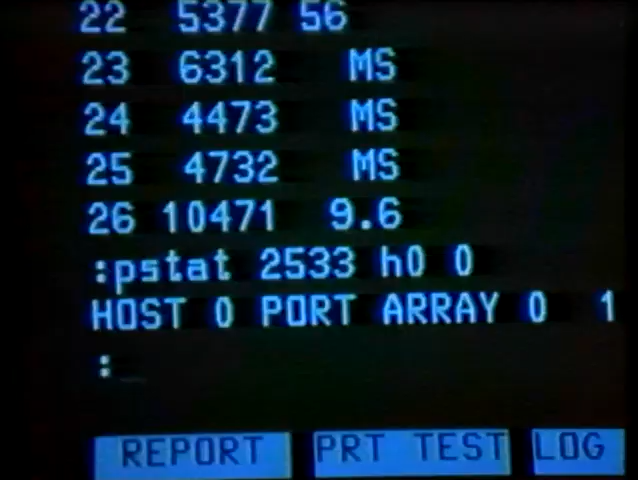 22 5377 56
23 6312 MS
24 4473 MS
25 4732 MS
26 10471 9.6
:pstat 2533 h0 0
HOST 0 PORT ARRAY 0 1
:_
REPORT PRT TEST LOG